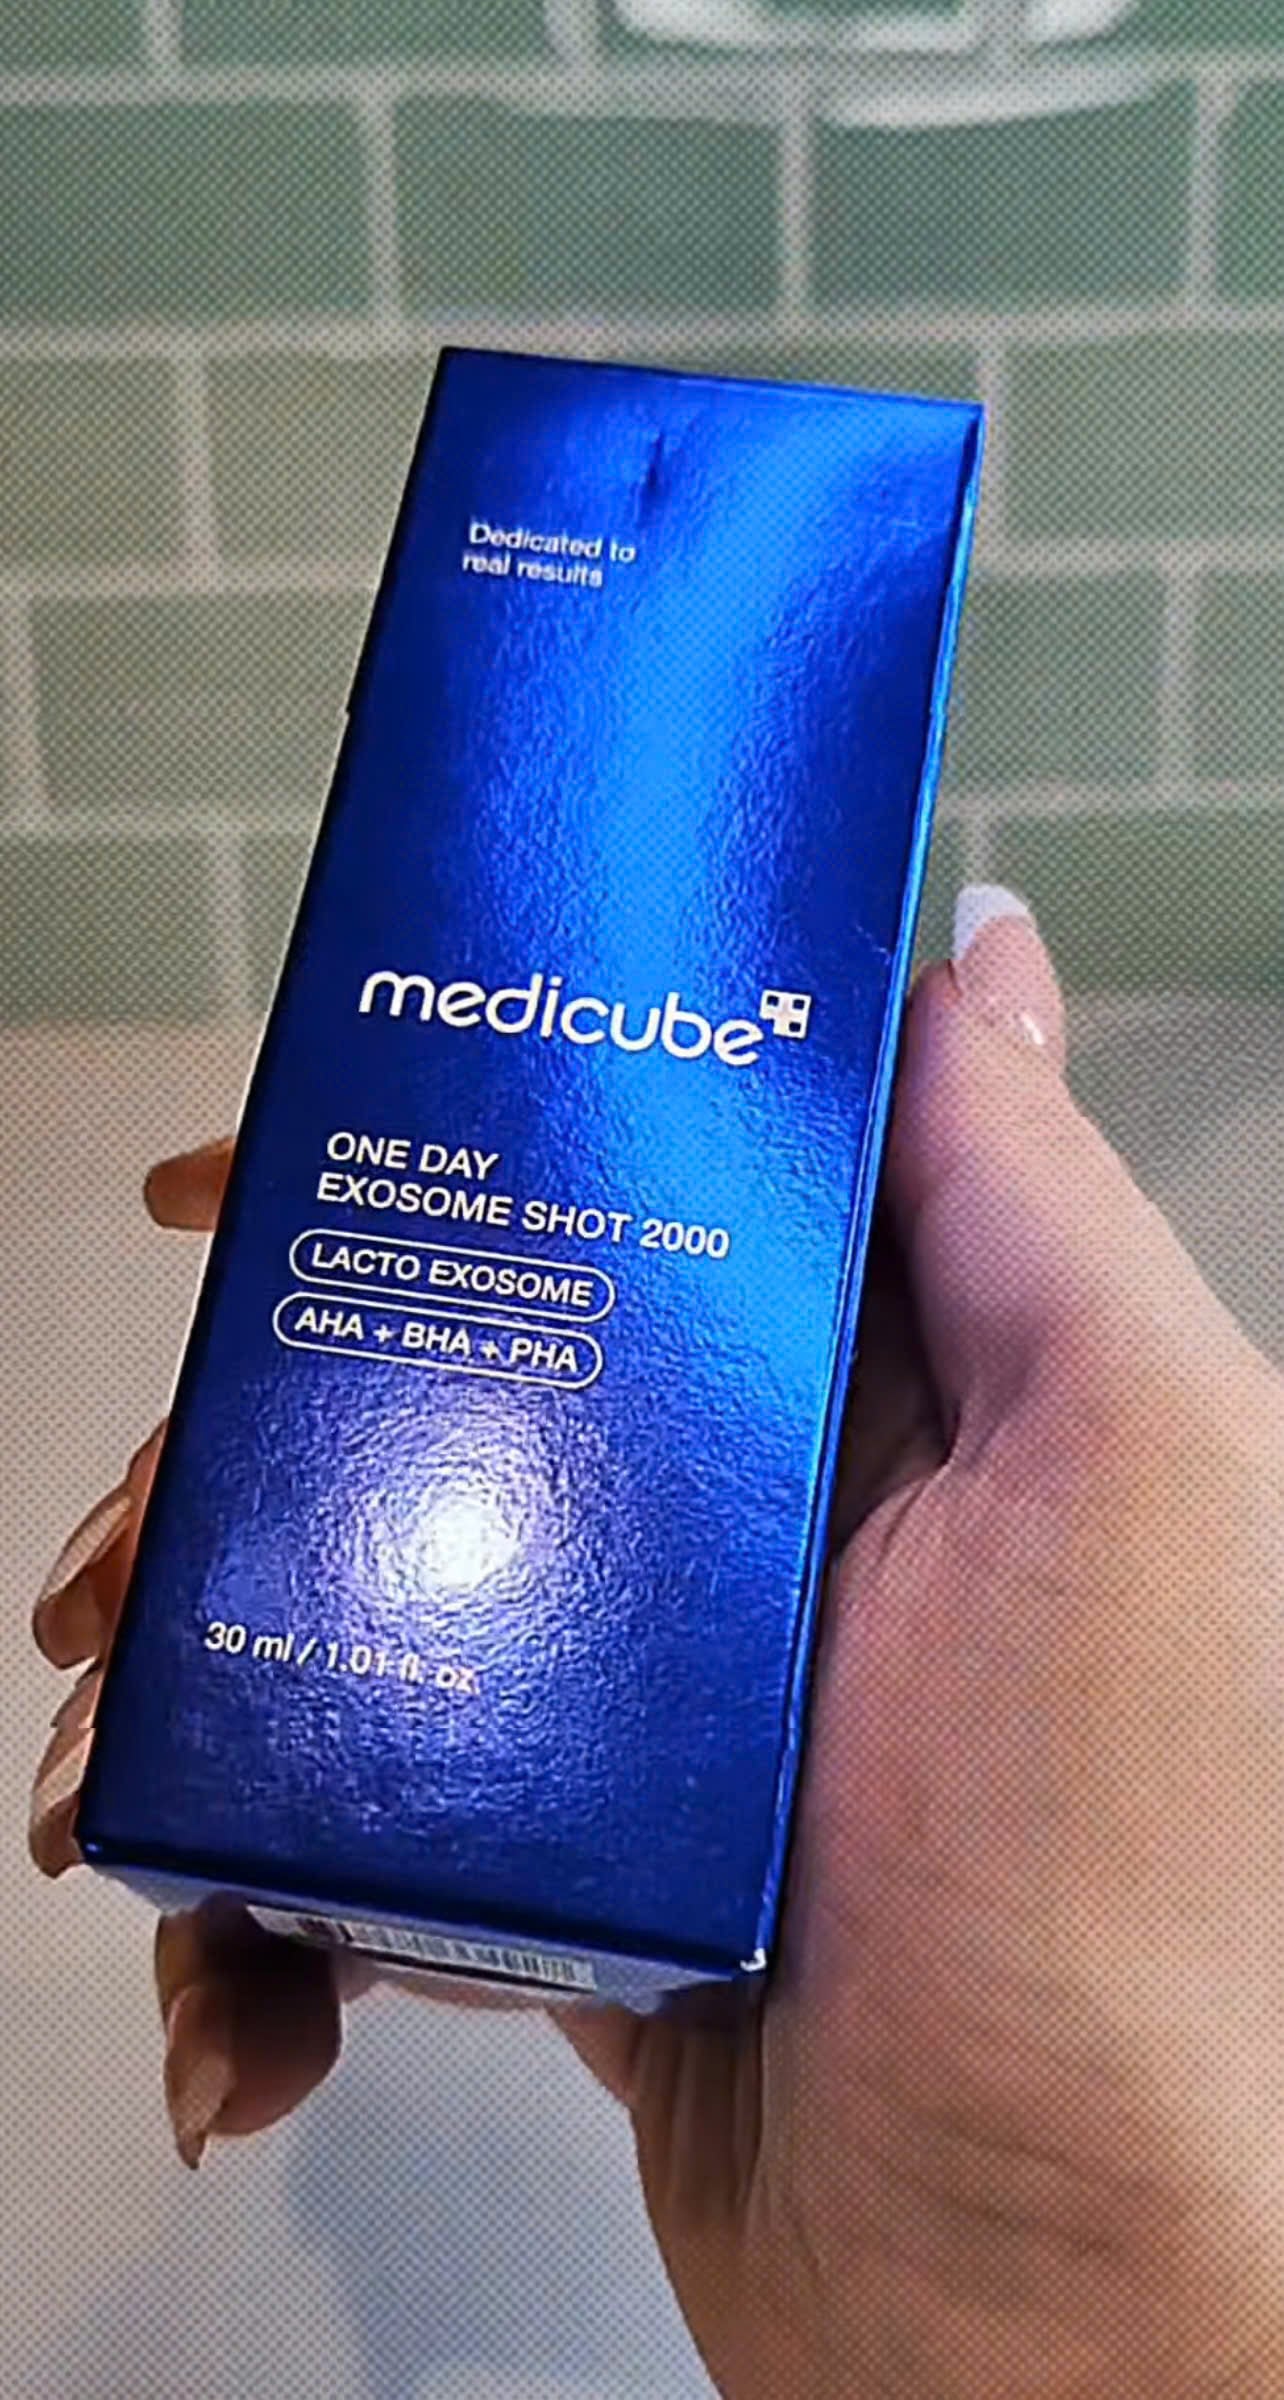 Dedicated to
real results
medicube
ONE DAY
EXOSOME SHOT 2000
LACTO EXOSOME
AHA + BHA + PHA
30 ml / 1.01 fl. oz.